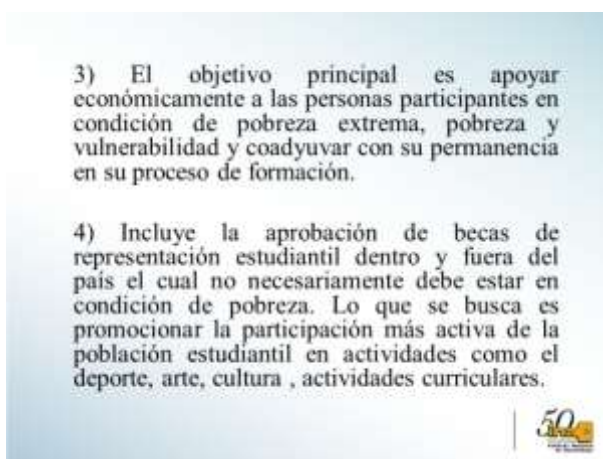 3) El objetivo principal es apoyar
económicamente a las personas participantes en
condición de pobreza extrema, pobreza y
vulnerabilidad y coadyuvar con su permanencia
en su proceso de formación.
4) Incluye la aprobación de becas de
representación estudiantil dentro y fuera del
país el cual no necesariamente debe estar en
condición de pobreza. Lo que se busca es
promocionar la participación más activa de la
población estudiantil en actividades como el
deporte, arte, cultura , actividades curriculares.
50